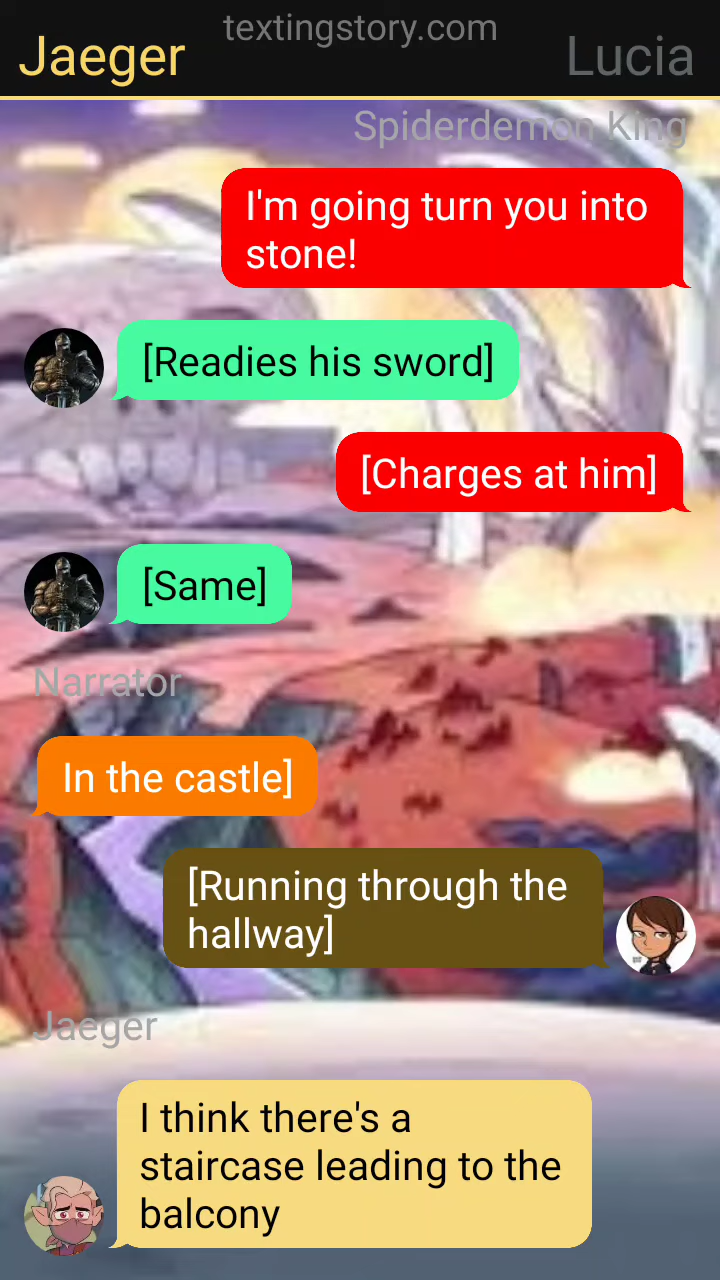 textingstory.com
Jaeger
Lucia
Spiderdemon King
I'm going turn you into
stone!
[Readies his sword]
[Charges at him]
[Same]
Narrator
In the castle]
[Running through the
hallway]
Jaeger
I think there's a
staircase leading to the
balcony